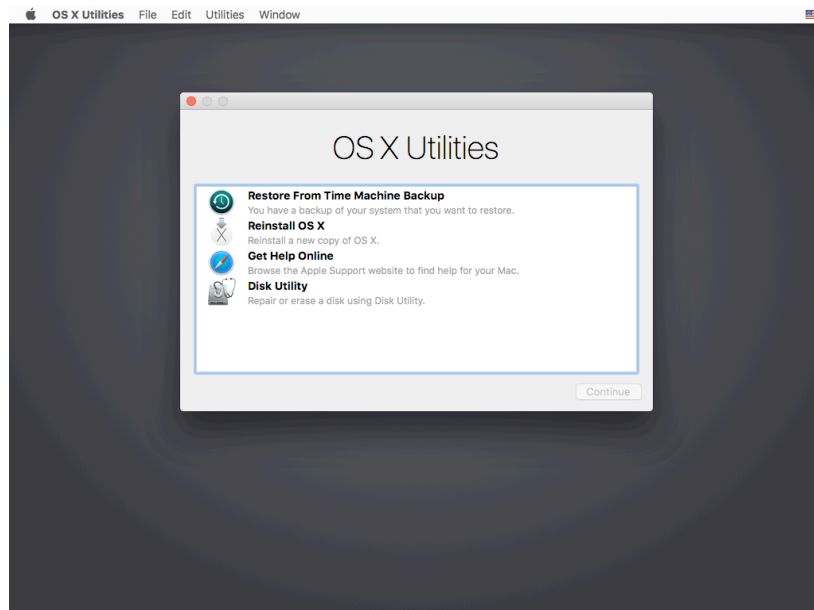 OS X Utilities File Edit Utilities Window
OS X Utilities
Restore From Time Machine Backup
You have a backup of your system that you want to restore.
Reinstall OS X
Reinstall a new copy of OS X.
Get Help Online
Browse the Apple Support website to find help for your Mac.
Disk Utility
Repair or erase a disk using Disk Utility.
Continue